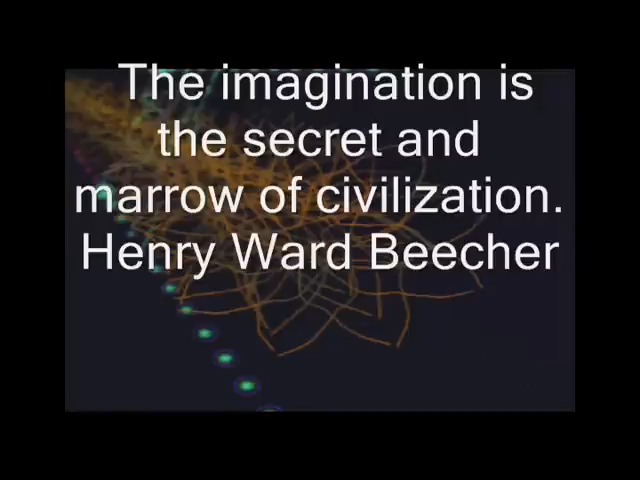 The imagination is
the secret and
marrow of civilization.
Henry Ward Beecher